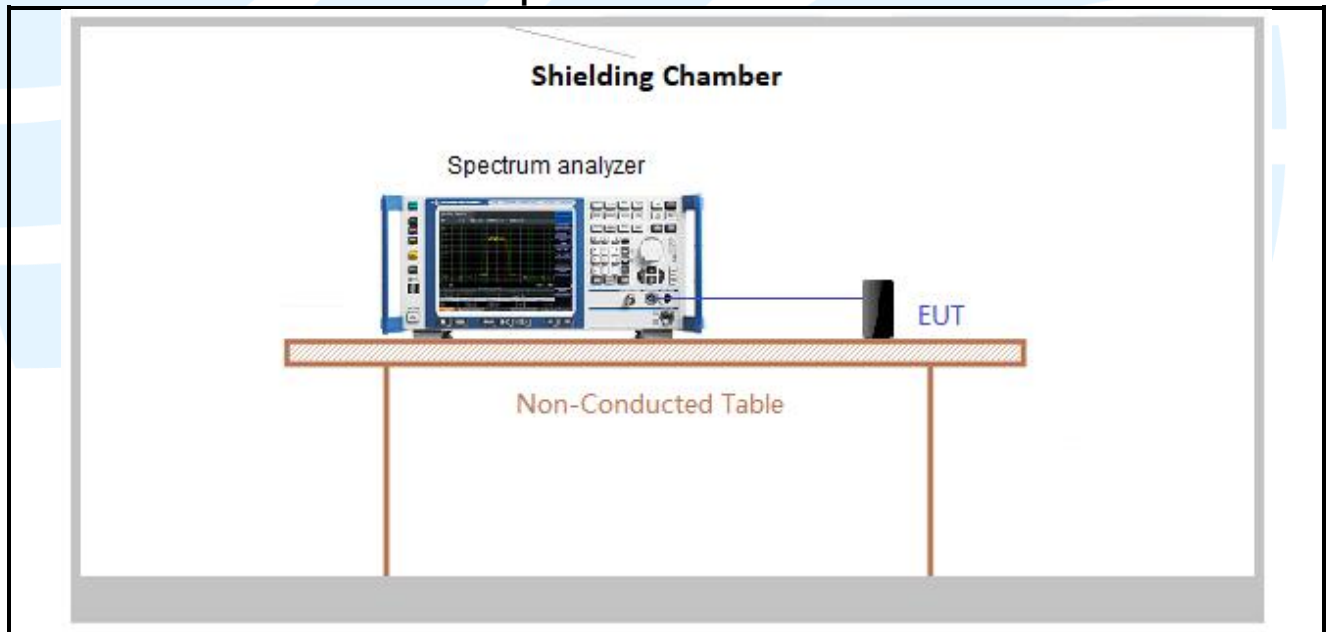 Shielding Chamber
Spectrum analyzer
EUT
Non-Conducted Table